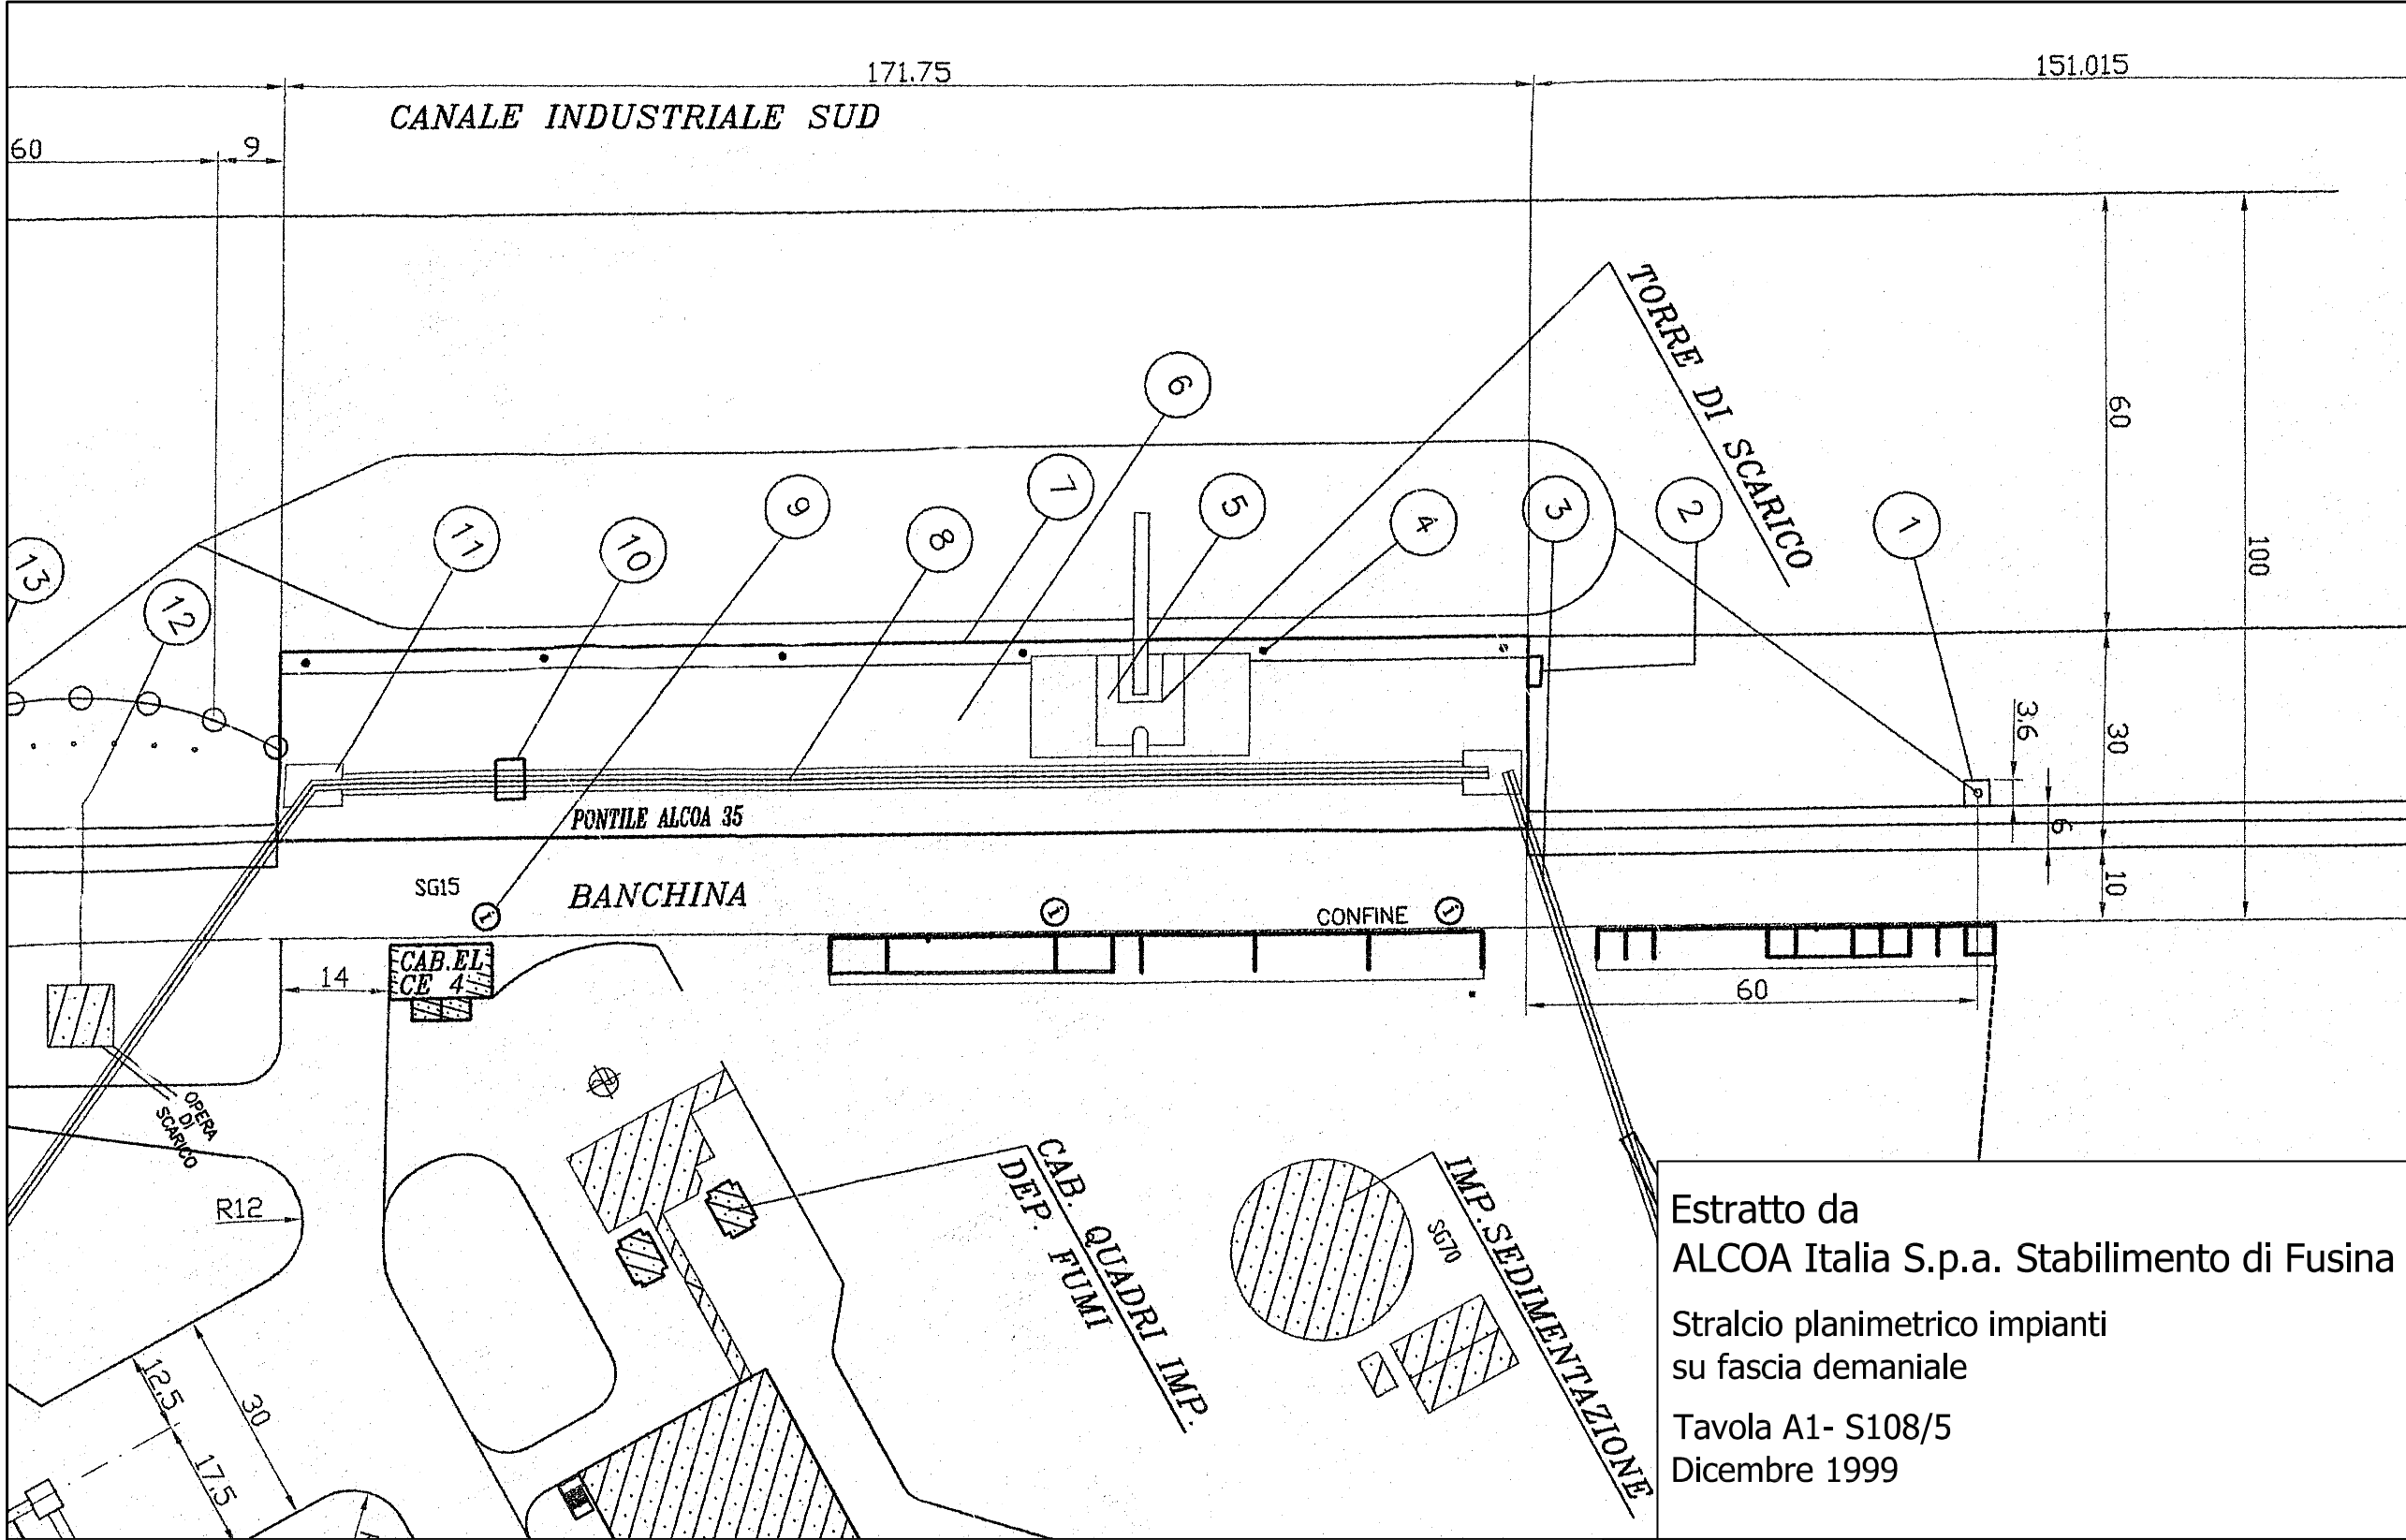 171.75
151.015
CANALE INDUSTRIALE SUD
60
9
TORRE DI SCARICO
60
100
6
7
5
4
3
2
1
9
8
10
11
12
13
3,6
30
6
10
PONTILE ALCOA 35
SG15
BANCHINA
i
i
CONFINE
i
CAB.EL
CE 4
14
60
OPERA
DI
SCARICO
R12
CAB. QUADRI IMP.
DEP. FUMI
IMP.SEDIMENTAZIONE
SG70
12,5
30
17,5
Estratto da
ALCOA Italia S.p.a. Stabilimento di Fusina
Stralcio planimetrico impianti
su fascia demaniale
Tavola A1- S108/5
Dicembre 1999